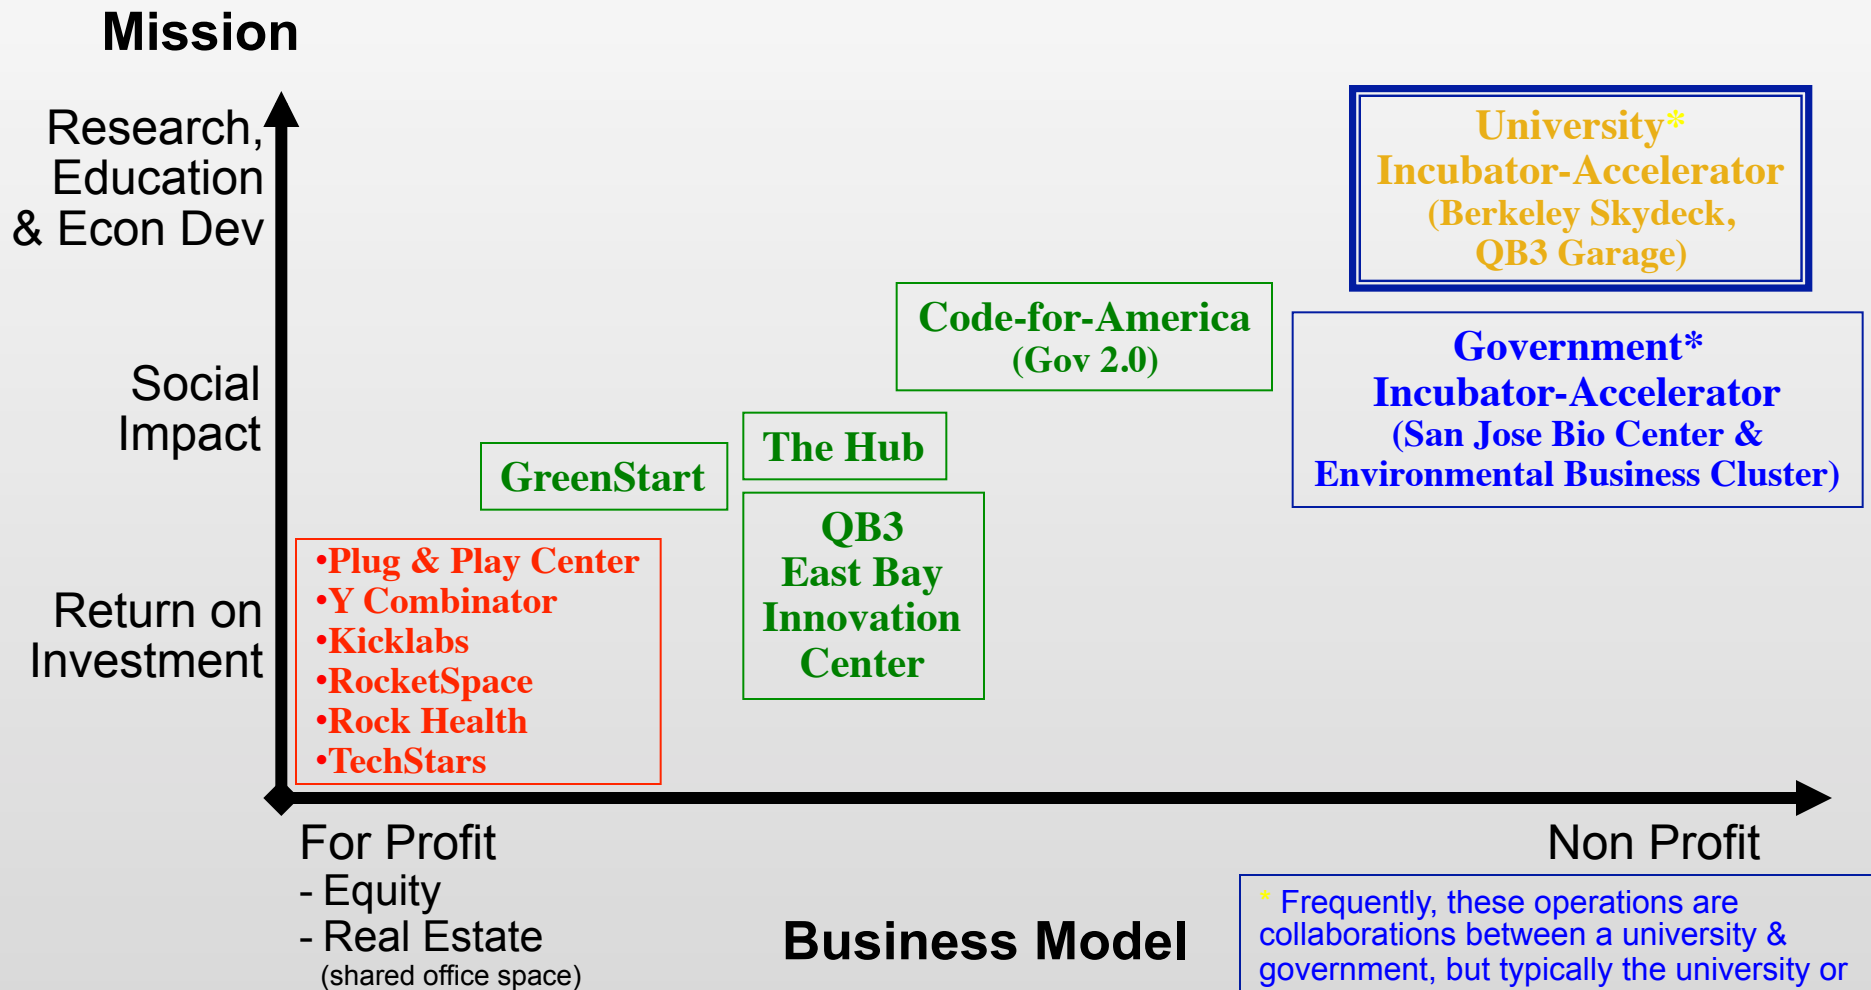 Mission
Research,
Education
& Econ Dev
Social
Impact
Return on
Investment
University*
Incubator-Accelerator
(Berkeley Skydeck,
QB3 Garage)
Code-for-America
(Gov 2.0)
Government*
Incubator-Accelerator
(San Jose Bio Center &
Environmental Business Cluster)
The Hub
GreenStart
QB3
East Bay
Innovation
Center
•Plug & Play Center
•Y Combinator
•Kicklabs
•RocketSpace
•Rock Health
•TechStars
For Profit
- Equity
- Real Estate
(shared office space)
Business Model
Non Profit
* Frequently, these operations are
collaborations between a university &
government, but typically the university or